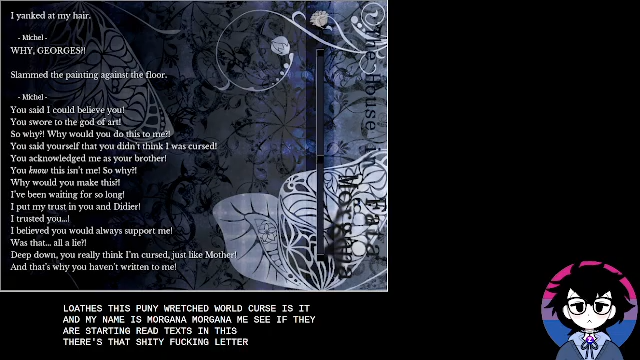 I yanked at my hair.
- Michel -
WHY, GEORGES?!
Slammed the painting against the floor.
- Michel -
You said I could believe you!
You swore to the god of art!
So why?! Why would you do this to me?!
You said yourself that you didn't think I was cursed!
You acknowledged me as your brother!
You know this isn't me! So why?!
Why would you make this?!
I've been waiting for so long!
I put my trust in you and Didier!
I trusted you...!
I believed you would always support me!
Was that... all a lie?!
Deep down, you really think I'm cursed, just like Mother!
And that's why you haven't written to me!
The House in
Fata
Morgana
LOATHES THIS PUNY WRETCHED WORLD CURSE IS IT
AND MY NAME IS MORGANA MORGANA ME SEE IF THEY
ARE STARTING READ TEXTS IN THIS
THERE'S THAT SHITY FUCKING LETTER